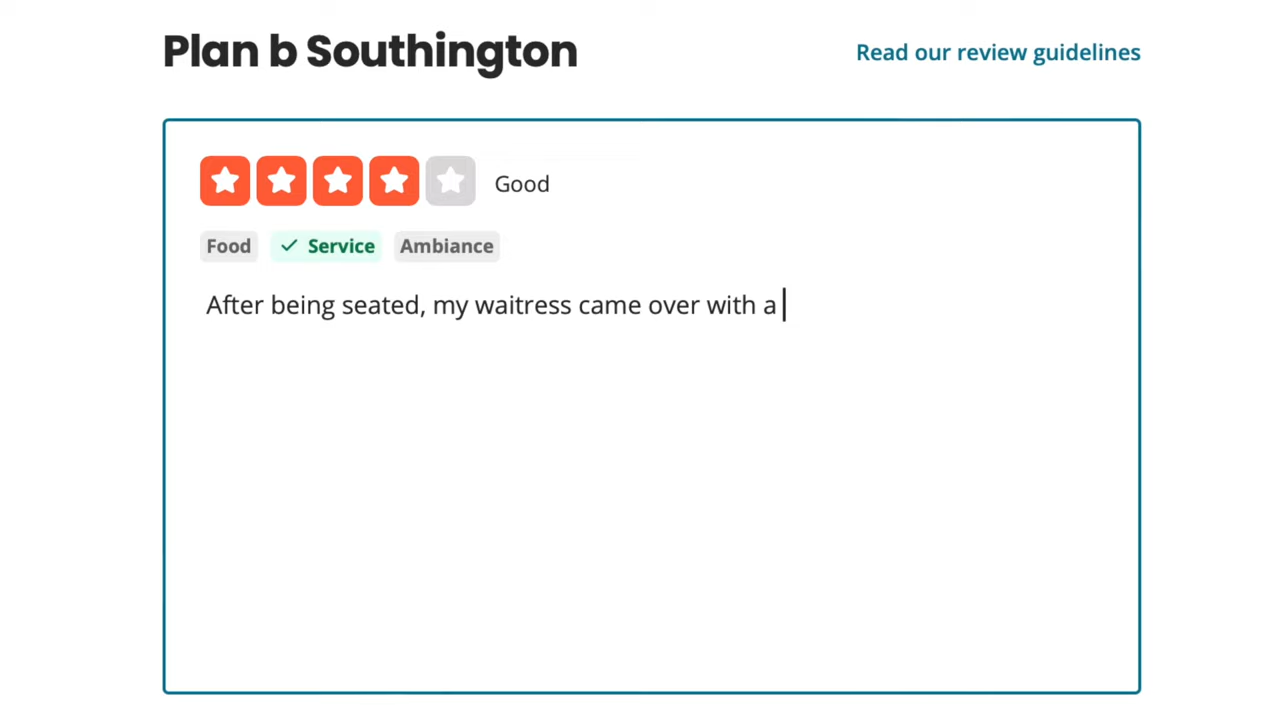 Plan b Southington
Read our review guidelines
Good
Food
Service
Ambiance
After being seated, my waitress came over with a